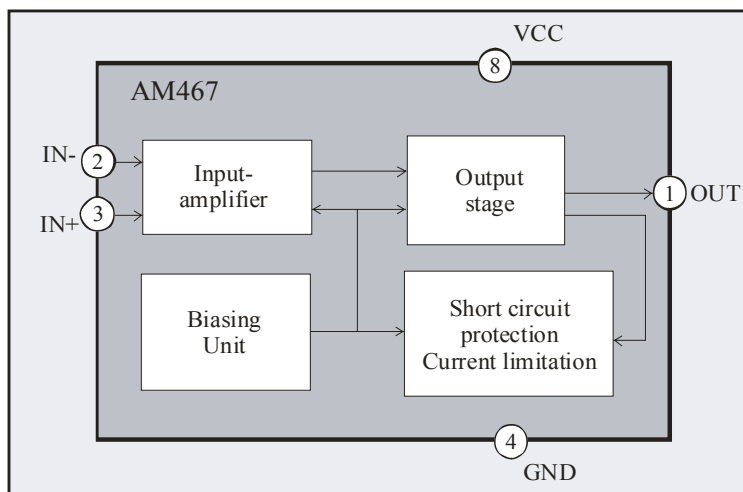 VCC
8
AM467
IN-
2
3
IN+
Input-
amplifier
Output
stage
1
OUT
Biasing
Unit
Short circuit
protection
Current limitation
4
GND